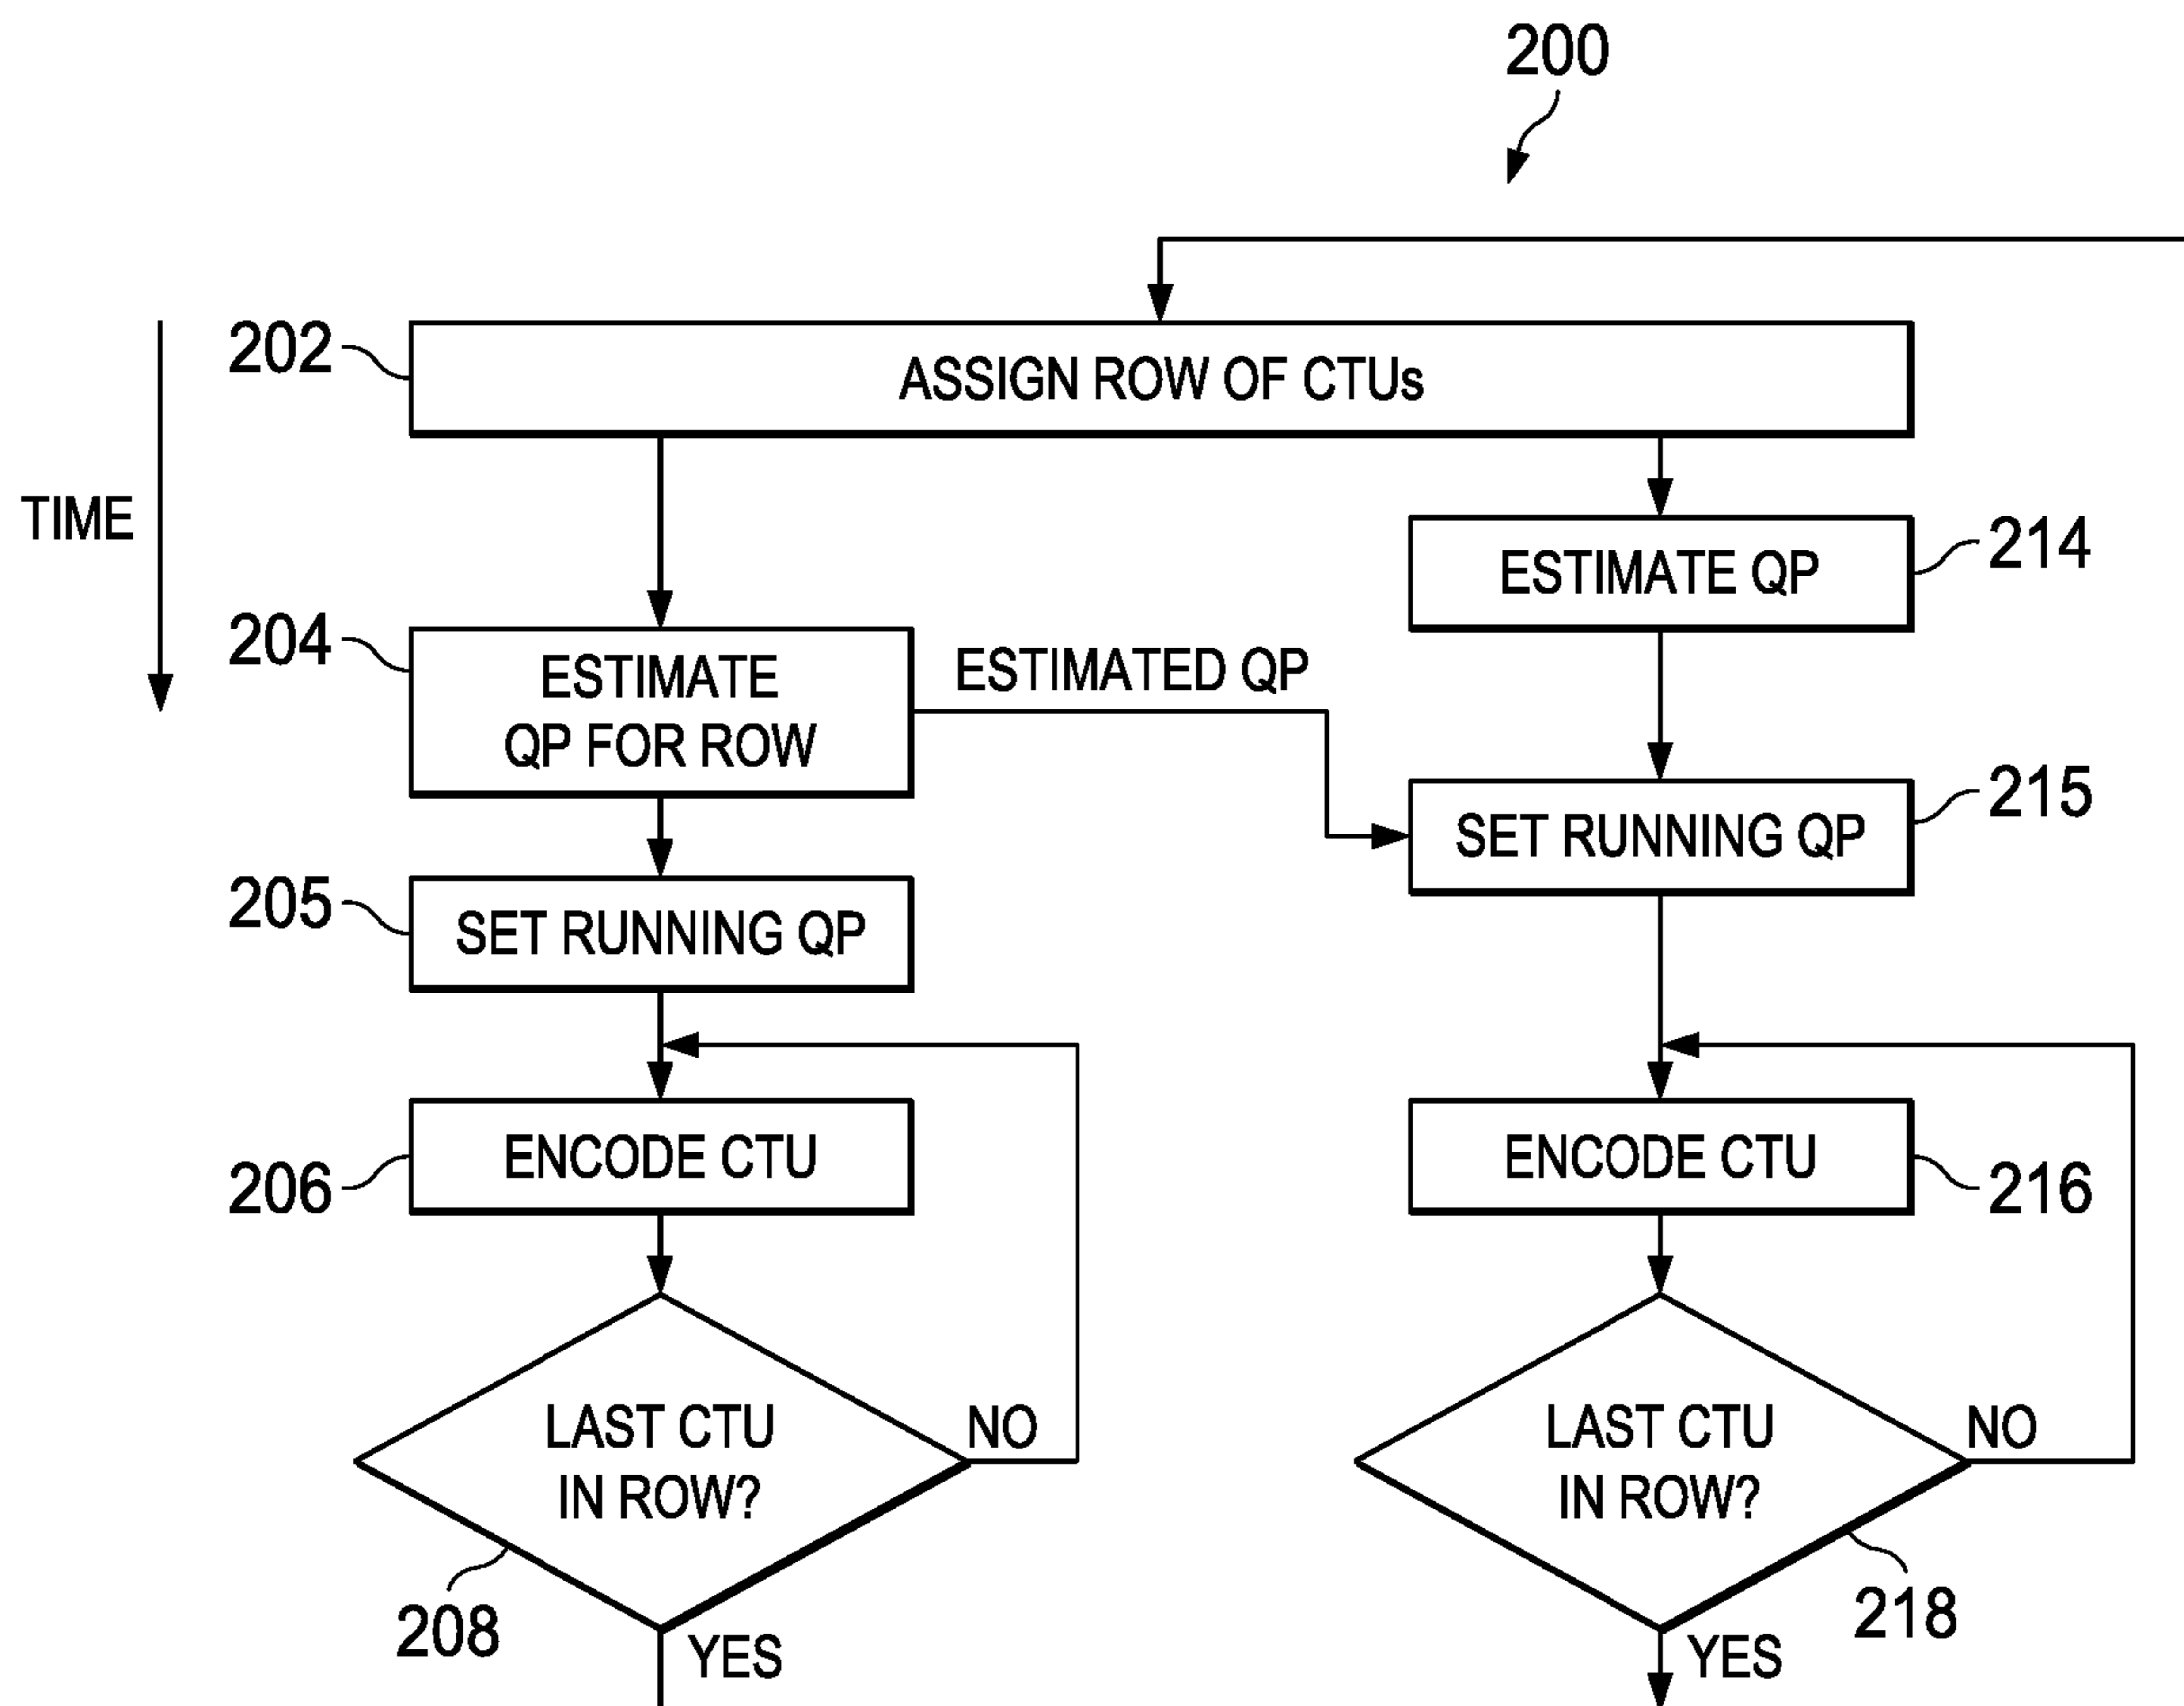 200
202
ASSIGN ROW OF CTUs
TIME
ESTIMATE QP
214
204
ESTIMATE
QP FOR ROW
ESTIMATED QP
SET RUNNING QP
215
205
SET RUNNING QP
206
ENCODE CTU
ENCODE CTU
216
LAST CTU
IN ROW?
NO
LAST CTU
IN ROW?
NO
208
YES
218
YES